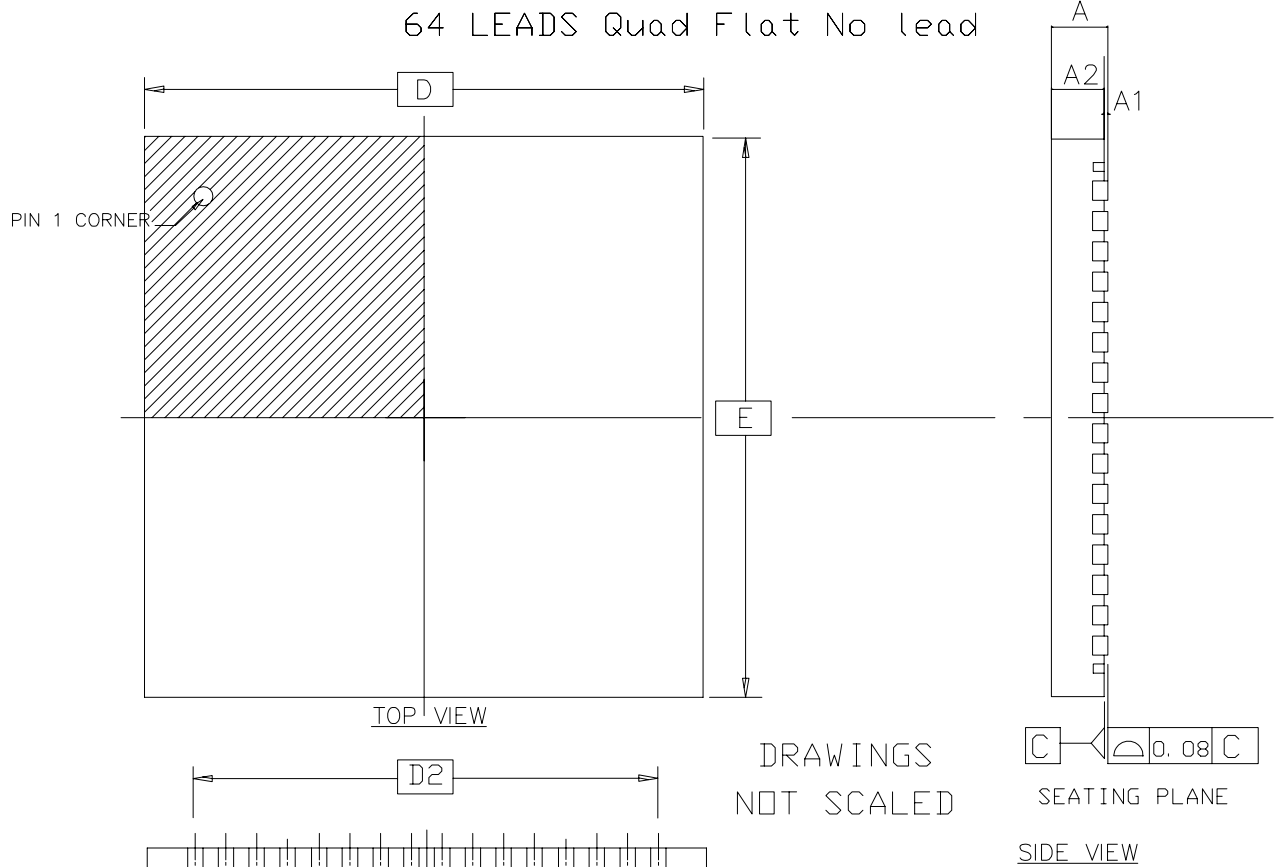 64 LEADS Quad Flat No lead
A
D
A2
A1
PIN 1 CORNER
E
TOP VIEW
D2
DRAWINGS
NOT SCALED
C
0.08 C
SEATING PLANE
SIDE VIEW